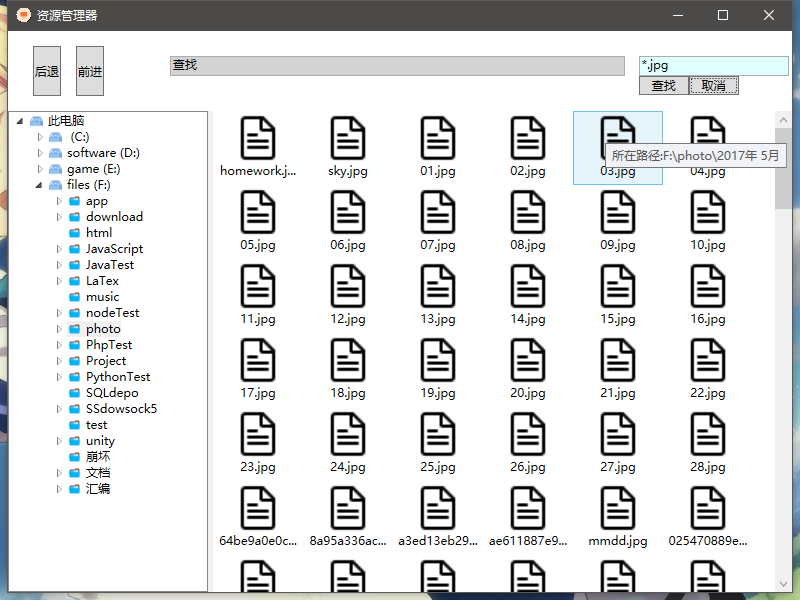 资源管理器
后退
前进
查找
*.jpg
查找
取消
此电脑
(C:)
software (D:)
game (E:)
files (F:)
app
download
html
JavaScript
JavaTest
LaTex
music
nodeTest
photo
PhpTest
Project
PythonTest
SQLdepo
SSdowsock5
test
unity
崩坏
文档
汇编
homework.j...
sky.jpg
01.jpg
02.jpg
03.jpg
04.jpg
所在路径:F:\photo\2017年 5月
05.jpg
06.jpg
07.jpg
08.jpg
09.jpg
10.jpg
11.jpg
12.jpg
13.jpg
14.jpg
15.jpg
16.jpg
17.jpg
18.jpg
19.jpg
20.jpg
21.jpg
22.jpg
23.jpg
24.jpg
25.jpg
26.jpg
27.jpg
28.jpg
64be9a0e0c...
8a95a336ac...
a3ed13eb29...
ae611887e9...
mmdd.jpg
025470889e...